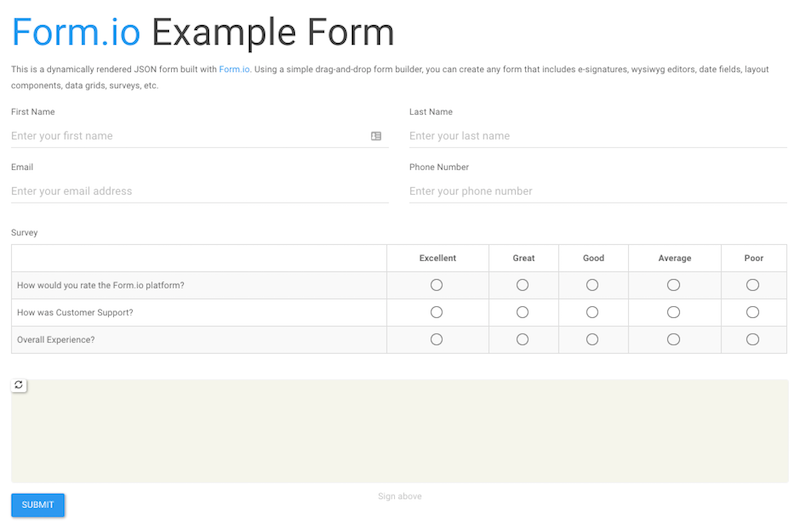 Form.io Example Form
This is a dynamically rendered JSON form built with Form.io. Using a simple drag-and-drop form builder, you can create any form that includes e-signatures, wysiwyg editors, date fields, layout
components, data grids, surveys, etc.
First Name Last Name
Enter your first name Enter your last name
Email Phone Number
Enter your email address Enter your phone number
Survey
Excellent Great Good Average Poor
How would you rate the Form.io platform?
How was Customer Support?
Overall Experience?
Sign above
SUBMIT